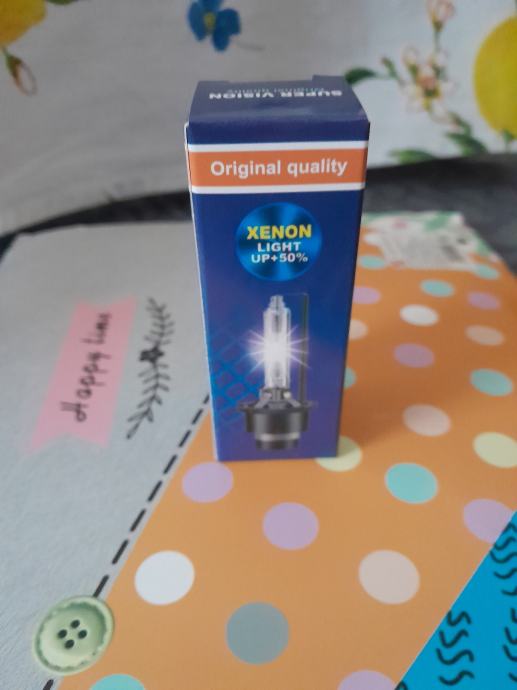 SUPER VISION
Original quality
XENON
LIGHT
UP+50%
Happy time